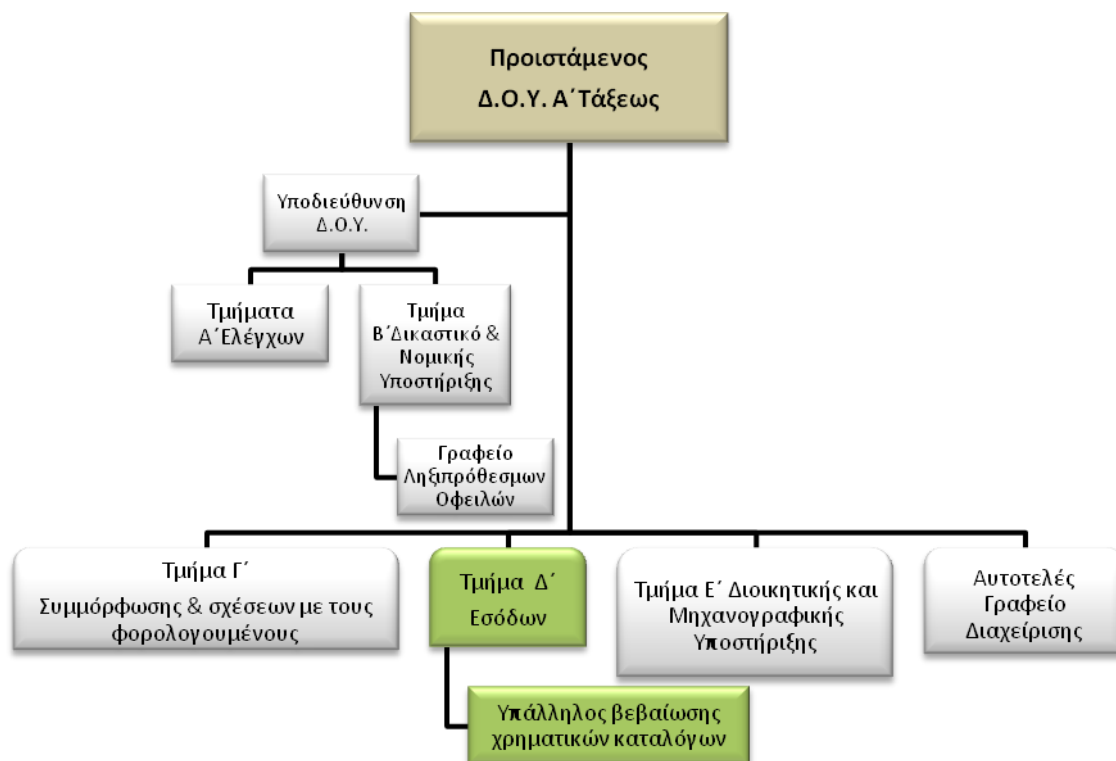 Προιστάμενος
Δ.Ο.Υ. Α΄Τάξεως
Υποδιεύθυνση
Δ.Ο.Υ.
Τμήματα
Α΄Ελέγχων
Τμήμα
Β΄Δικαστικό &
Νομικής
Υποστήριξης
Γραφείο
Ληξιπρόθεσμων
Οφειλών
Τμήμα Γ΄
Συμμόρφωσης & σχέσεων με τους
φορολογουμένους
Τμήμα Δ΄
Εσόδων
Τμήμα Ε΄ Διοικητικής και
Μηχανογραφικής
Υποστήριξης
Αυτοτελές
Γραφείο
Διαχείρισης
Υπάλληλος βεβαίωσης
χρηματικών καταλόγων